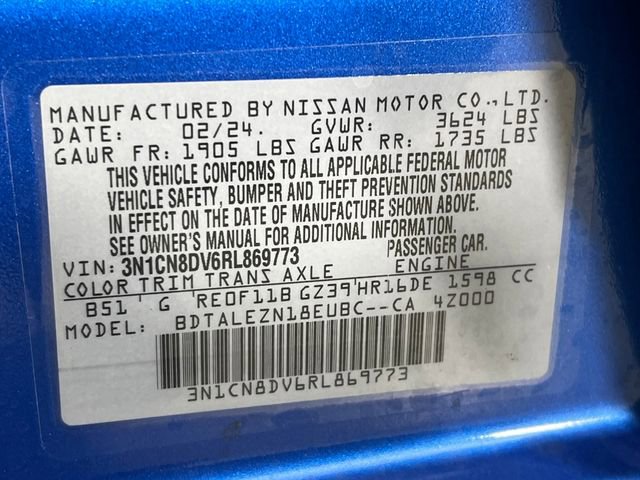 MANUFACTURED BY NISSAN MOTOR CO.,LTD.
DATE: 02/24. GVWR: 3624 LBS
GAWR FR: 1905 LBS GAWR RR: 1735 LBS
THIS VEHICLE CONFORMS TO ALL APPLICABLE FEDERAL MOTOR
VEHICLE SAFETY, BUMPER AND THEFT PREVENTION STANDARDS
IN EFFECT ON THE DATE OF MANUFACTURE SHOWN ABOVE.
SEE OWNER'S MANUAL FOR ADDITIONAL INFORMATION.
VIN: 3N1CN8DV6RL869773 PASSENGER CAR.
COLOR TRIM TRANS AXLE ENGINE
B51 G RE0F11B GZ39 HR16DE 1598 CC
MODEL: BDTALEZN18EUBC--CA 4Z000
3N1CN8DV6RL869773